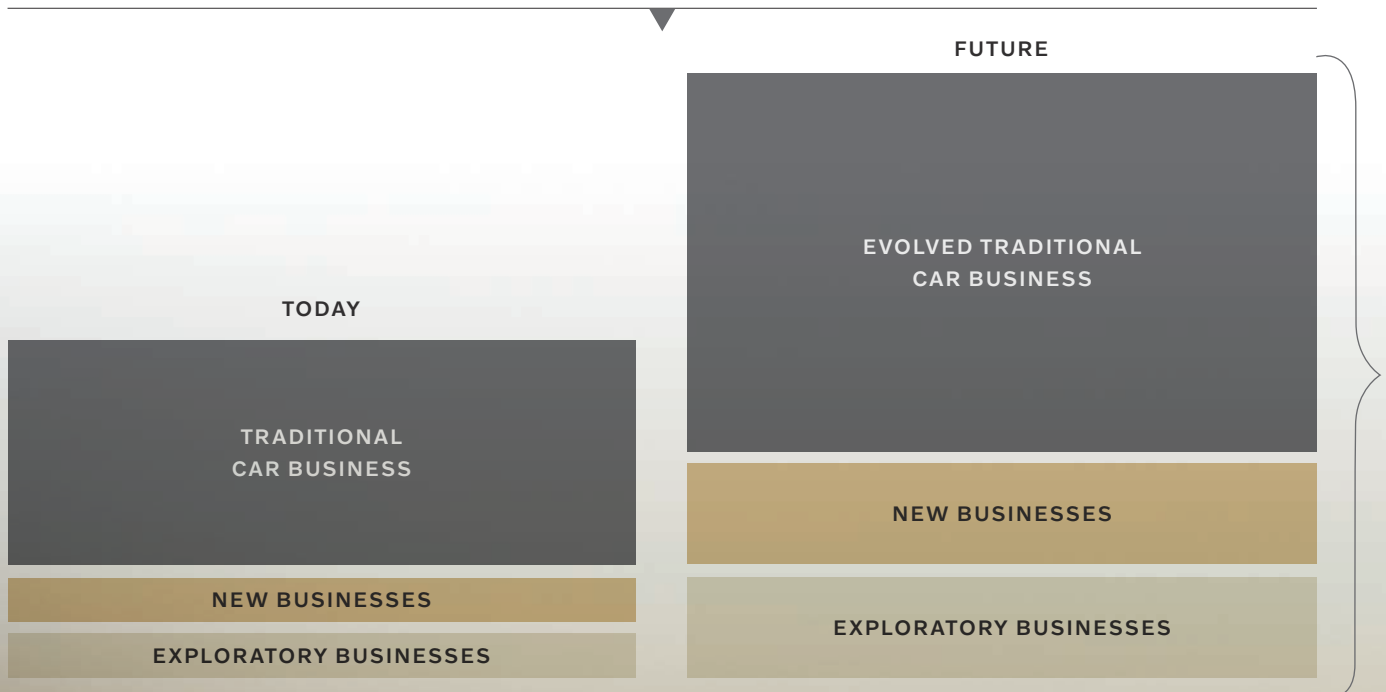 FUTURE
EVOLVED TRADITIONAL
CAR BUSINESS
NEW BUSINESSES
EXPLORATORY BUSINESSES
TODAY
TRADITIONAL
CAR BUSINESS
NEW BUSINESSES
EXPLORATORY BUSINESSES